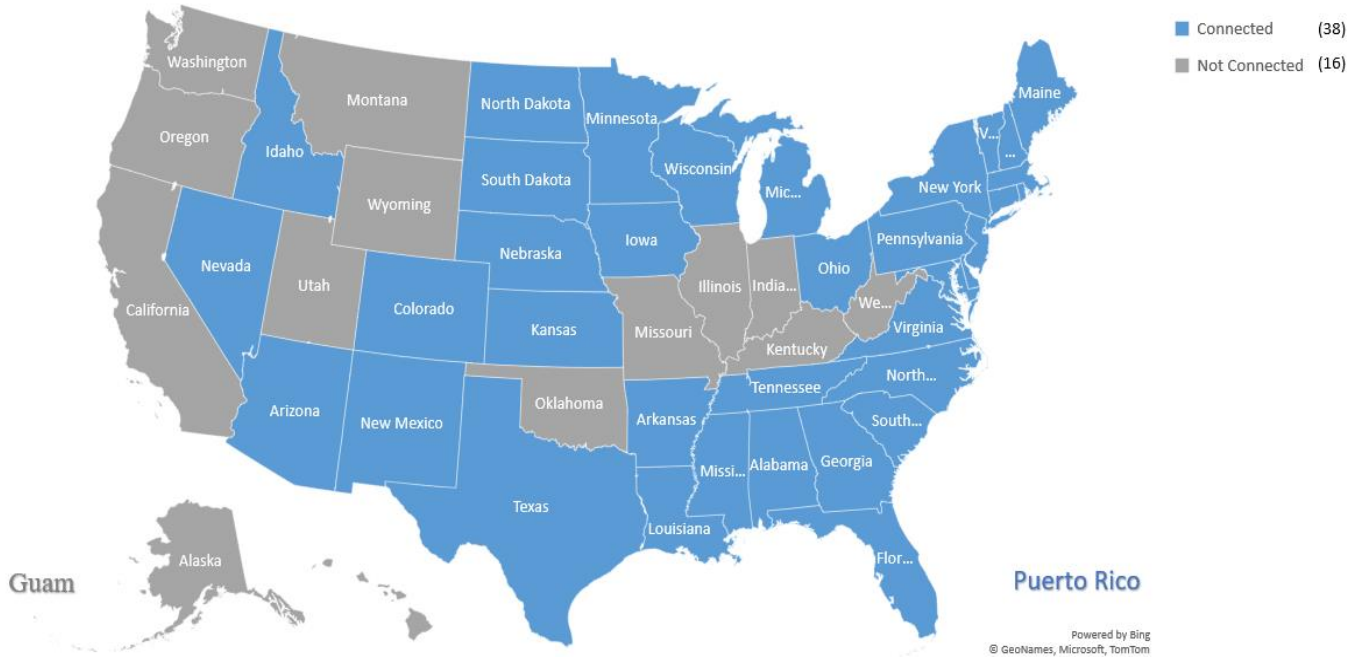 Connected (38)
Not Connected (16)
Washington
Montana
North Dakota
Minnesota
Maine
Oregon
Idaho
V...
...
Wisconsin
South Dakota
Mic...
New York
Wyoming
Iowa
Pennsylvania
Nebraska
Nevada
Ohio
Utah
Illinois
India...
California
Colorado
We...
Kansas
Missouri
Virginia
Kentucky
North...
Tennessee
Oklahoma
Arizona
New Mexico
Arkansas
South...
Georgia
Missi...
Alabama
Texas
Louisiana
Alaska
Flor...
Guam
Puerto Rico
Powered by Bing
© GeoNames, Microsoft, TomTom